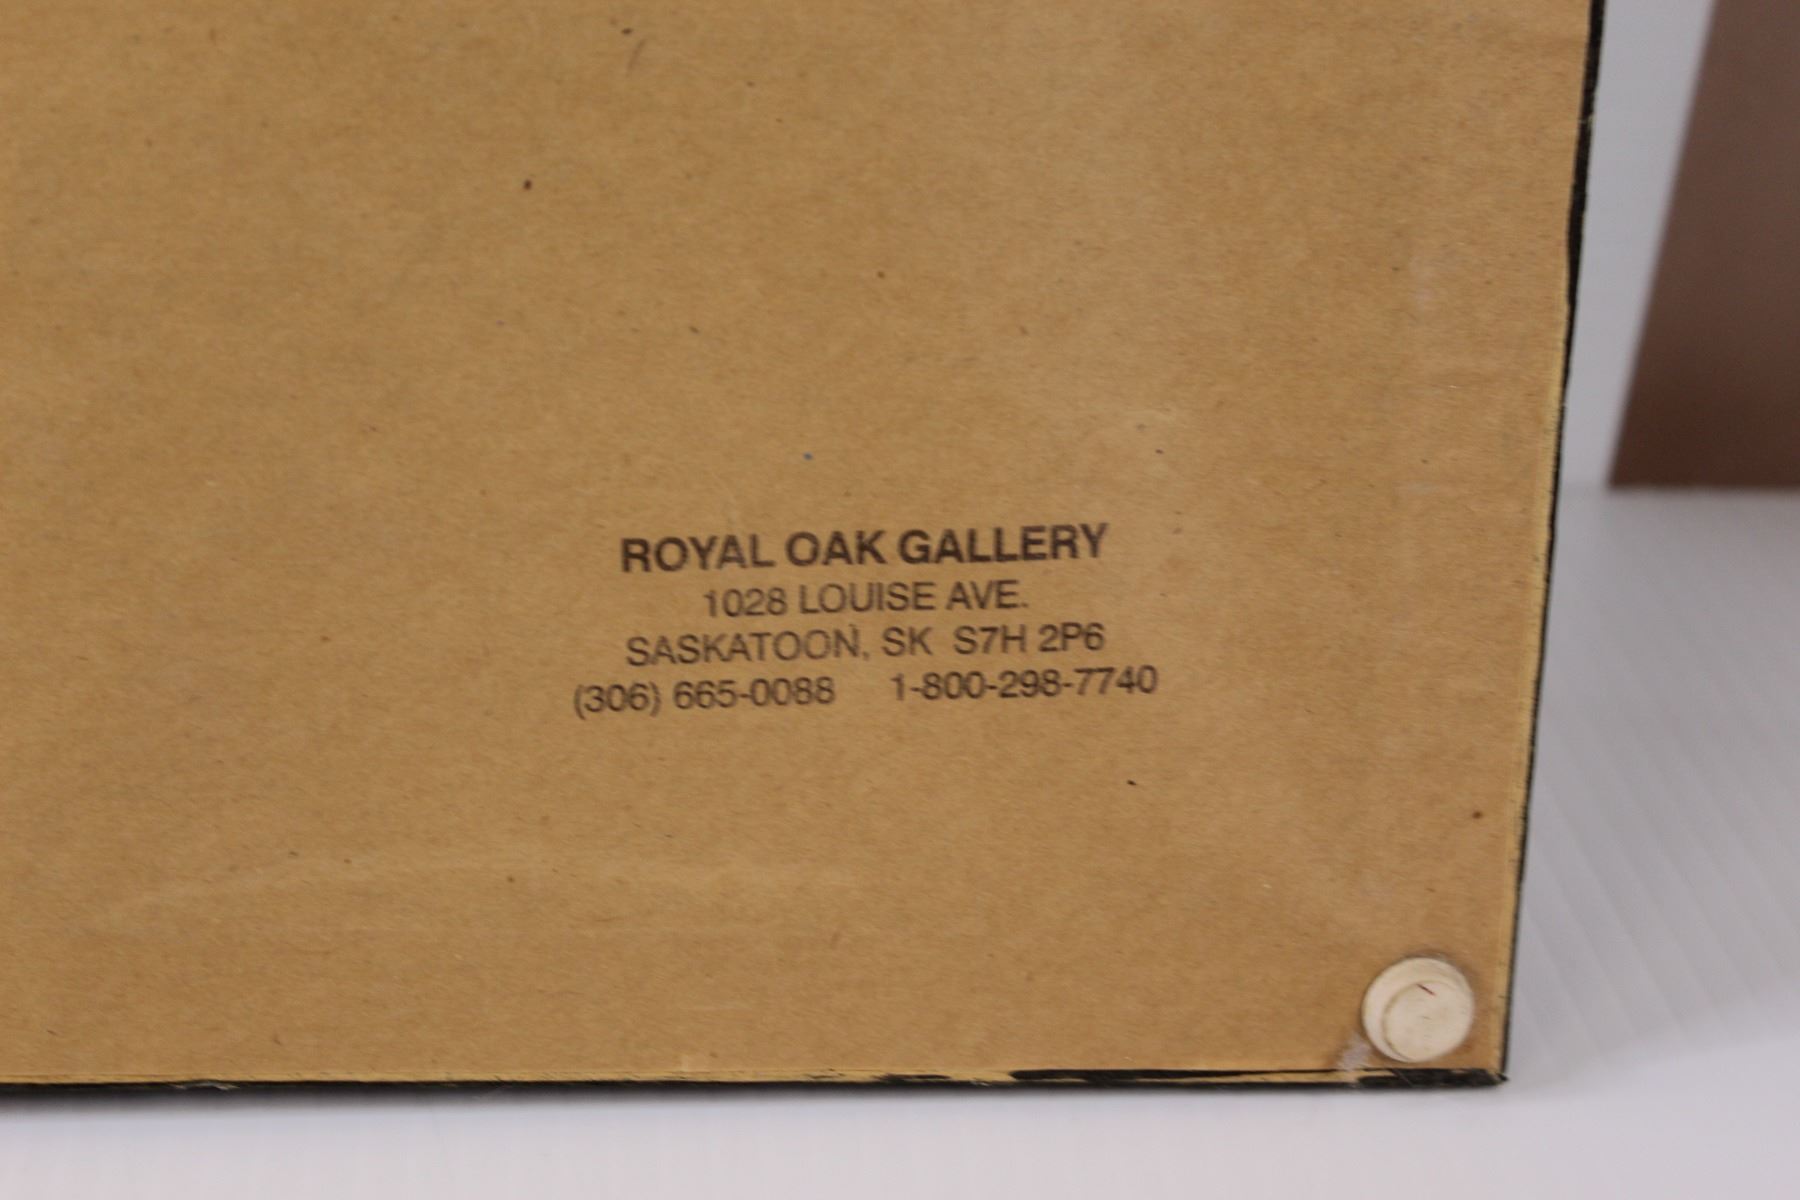 ROYAL OAK GALLERY
1028 LOUISE AVE.
SASKATOON, SK S7H 2P6
(306) 665-0088 1-800-298-7740